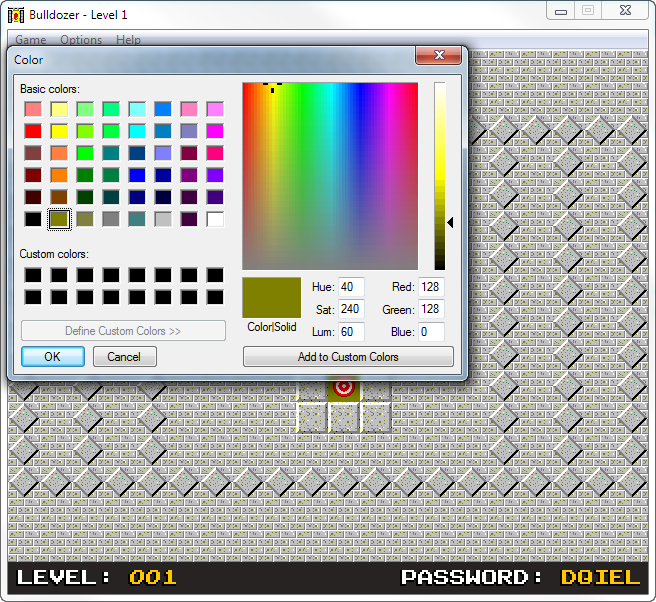 Bulldozer - Level 1
Game Options Help
Color
Basic colors:
Custom colors:
Define Custom Colors >>
OK Cancel
Color|Solid
Hue: 40 Red: 128
Sat: 240 Green: 128
Lum: 60 Blue: 0
Add to Custom Colors
LEVEL: 001 PASSWORD: DQIEL